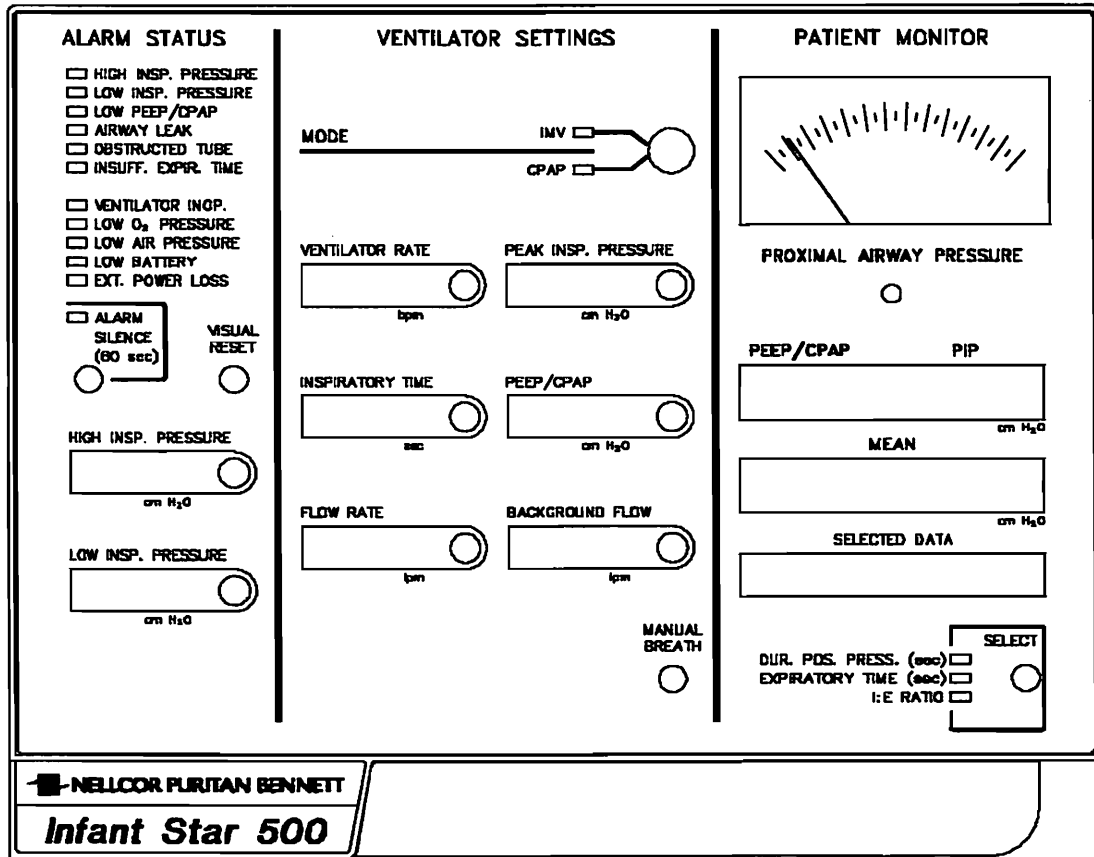 ALARM STATUS
HIGH INSP. PRESSURE
LOW INSP. PRESSURE
LOW PEEP/CPAP
AIRWAY LEAK
OBSTRUCTED TUBE
INSUFF. EXPIR. TIME
VENTILATOR INOP.
LOW O₂ PRESSURE
LOW AIR PRESSURE
LOW BATTERY
EXT. POWER LOSS
ALARM
SILENCE
(60 sec)
VISUAL
RESET
HIGH INSP. PRESSURE
cm H₂O
LOW INSP. PRESSURE
cm H₂O
VENTILATOR SETTINGS
MODE
IMV
CPAP
VENTILATOR RATE
bpm
PEAK INSP. PRESSURE
cm H₂O
INSPIRATORY TIME
sec
PEEP/CPAP
cm H₂O
FLOW RATE
lpm
BACKGROUND FLOW
lpm
MANUAL
BREATH
PATIENT MONITOR
PROXIMAL AIRWAY PRESSURE
PEEP/CPAP PIP
cm H₂O
MEAN
cm H₂O
SELECTED DATA
SELECT
DUR. POS. PRESS. (sec)
EXPIRATORY TIME (sec)
I:E RATIO
NELLCOR PURITAN BENNETT
Infant Star 500